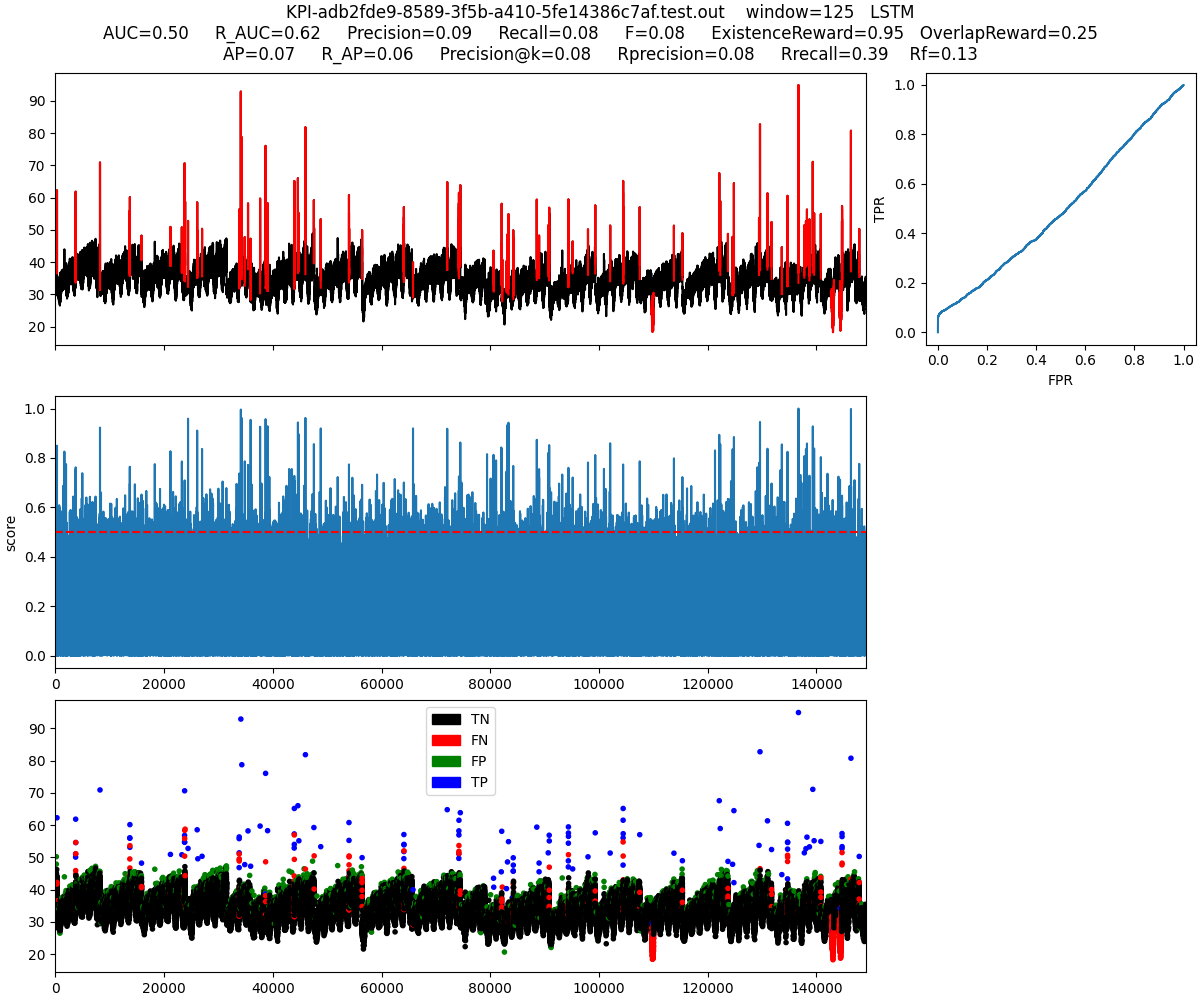 KPI-adb2fde9-8589-3f5b-a410-5fe14386c7af.test.out window=125 LSTM
AUC=0.50 R_AUC=0.62 Precision=0.09 Recall=0.08 F=0.08 ExistenceReward=0.95 OverlapReward=0.25
AP=0.07 R_AP=0.06 Precision@k=0.08 Rprecision=0.08 Rrecall=0.39 Rf=0.13
90
80
70
60
50
40
30
20
1.0
0.8
0.6
0.4
0.2
0.0
TPR
0.0 0.2 0.4 0.6 0.8 1.0
FPR
1.0
0.8
0.6
0.4
0.2
0.0
score
0 20000 40000 60000 80000 100000 120000 140000
90
80
70
60
50
40
30
20
TN
FN
FP
TP
0 20000 40000 60000 80000 100000 120000 140000